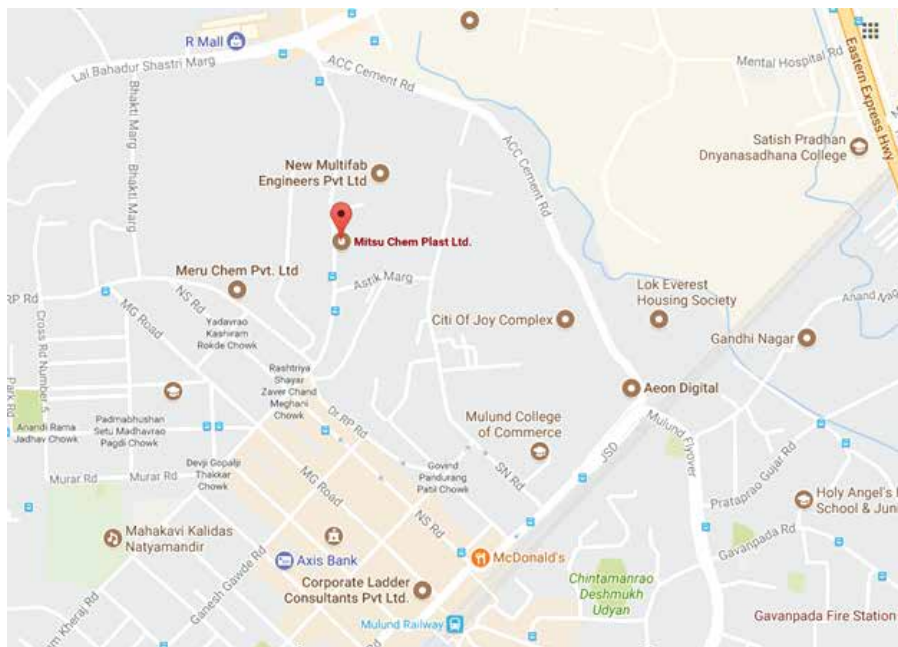 R Mall
Lal Bahadur Shastri Marg
ACC Cement Rd
Mental Hospital Rd
Eastern Express Hwy
Bhakti Marg
Bhakti Marg
ACC Cement Rd
Satish Pradhan
Dnyanasadhana College
New Multifab
Engineers Pvt Ltd
Mitsu Chem Plast Ltd.
Meru Chem Pvt. Ltd
Astik Marg
Lok Everest
Housing Society
Anand Nag
RP Rd
NS Rd
MG Road
Cross Rd Number 5
Yadavrao
Kashiram
Rokde Chowk
Citi Of Joy Complex
Gandhi Nagar
Rashtriya
Shayar
Zaver Chand
Meghani
Chowk
Aeon Digital
Park Rd
Anandi Rama
Jadhav Chowk
Padmabhushan
Setu Madhavrao
Pagdi Chowk
Dr RP Rd
Mulund College
of Commerce
Mulund Flyover
JSD
Murar Rd
Murar Rd
Devji Gopalji
Thakkar
Chowk
MG Road
Govind
Pandurang
Patil Chowk
SN Rd
Prataprao Gujar Rd
Holy Angel's
School & Juni
NS Rd
Gavanpada Rd
Mahakavi Kalidas
Natyamandir
Ganesh Gawde Rd
Axis Bank
McDonald's
Corporate Ladder
Consultants Pvt Ltd.
Chintamanrao
Deshmukh
Udyan
Gavanpada Fire Station
Mulund Railway
m Kheraj Rd